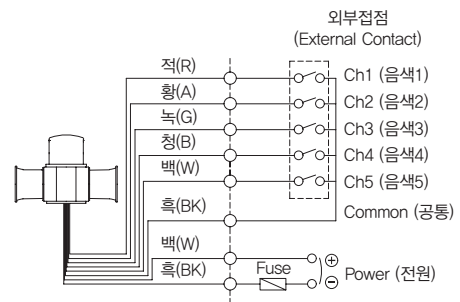 외부접점
(External Contact)
적(R)
Ch1 (음색1)
황(A)
Ch2 (음색2)
녹(G)
Ch3 (음색3)
청(B)
Ch4 (음색4)
백(W)
Ch5 (음색5)
흑(BK)
Common (공통)
백(W)
⊕
흑(BK)
Fuse
⊖
Power (전원)